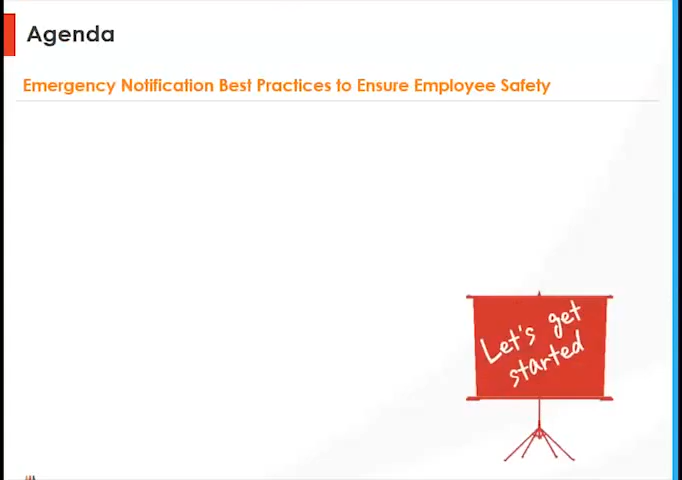 Agenda
Emergency Notification Best Practices to Ensure Employee Safety
Let's get
started